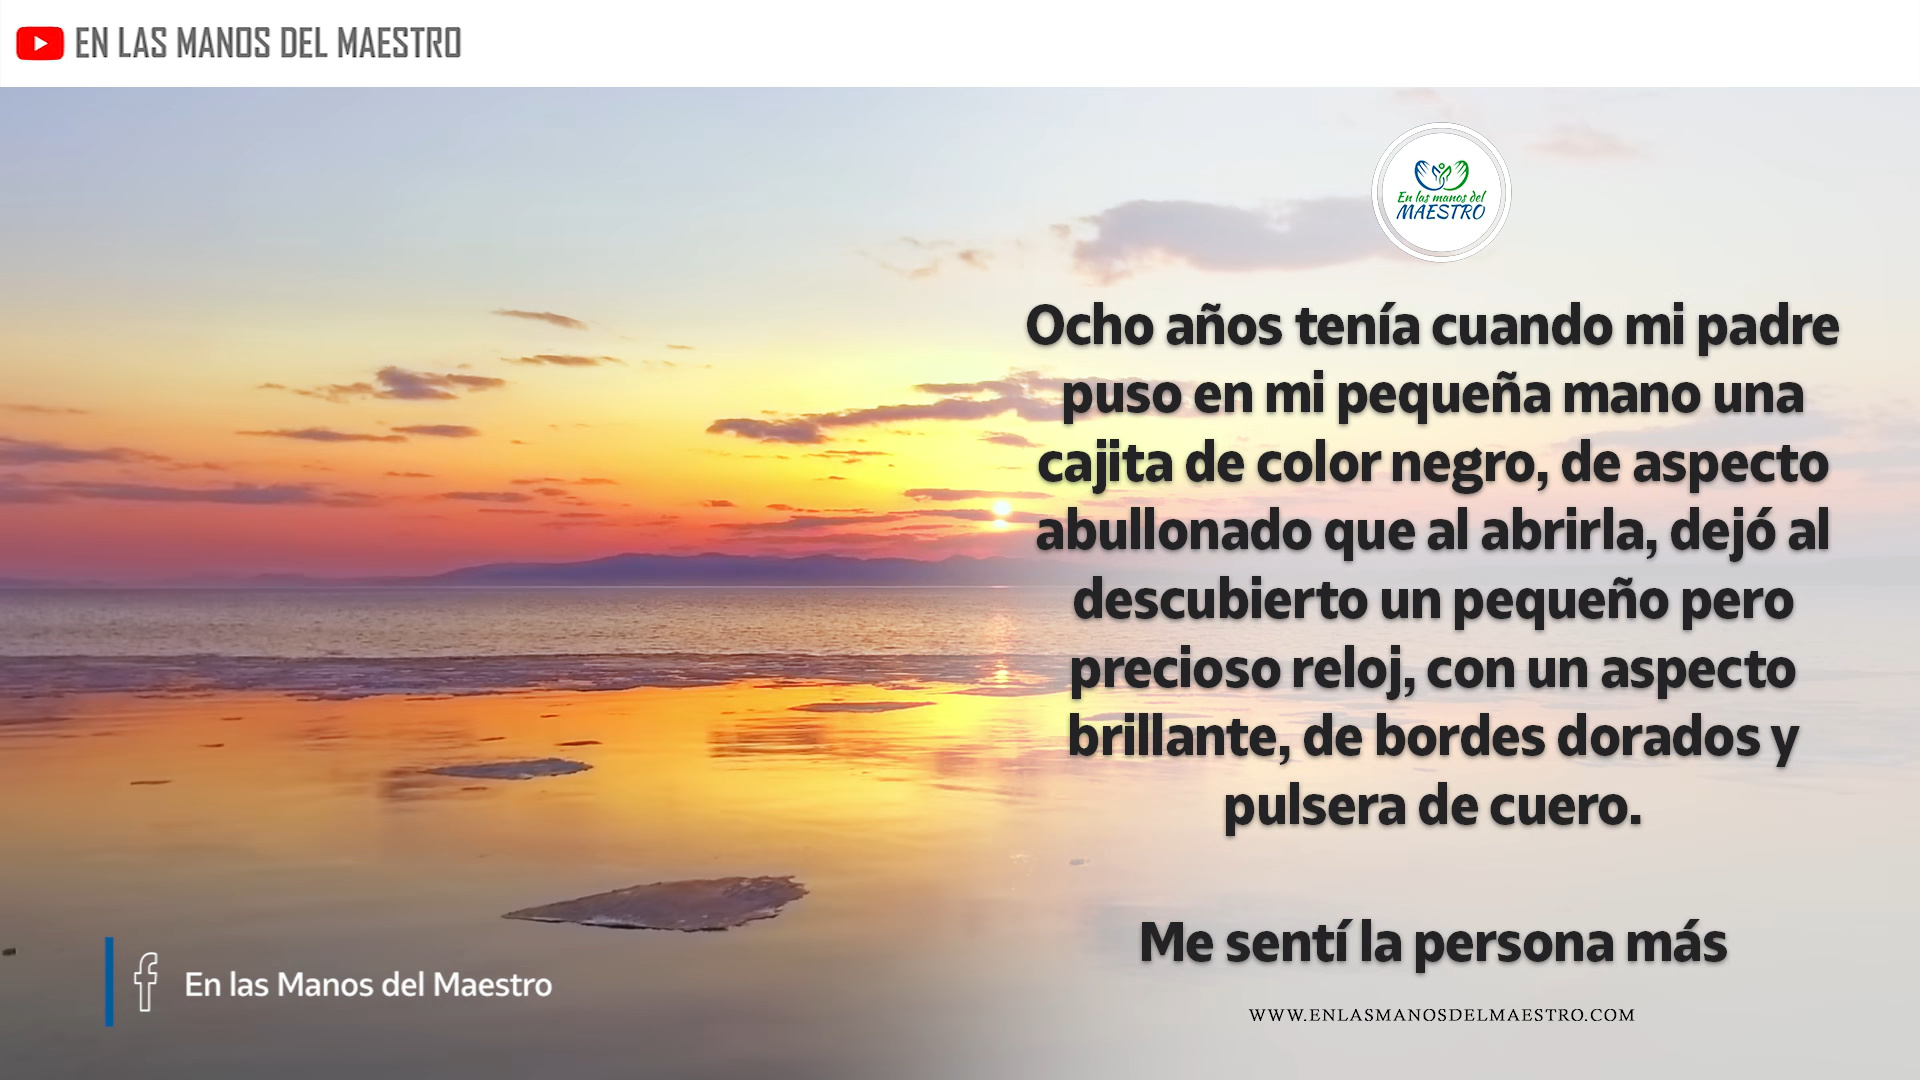 EN LAS MANOS DEL MAESTRO
En las manos del
MAESTRO
Ocho años tenía cuando mi padre
puso en mi pequeña mano una
cajita de color negro, de aspecto
abullonado que al abrirla, dejó al
descubierto un pequeño pero
precioso reloj, con un aspecto
brillante, de bordes dorados y
pulsera de cuero.
Me sentí la persona más
En las Manos del Maestro
WWW.ENLASMANOSDELMAESTRO.COM